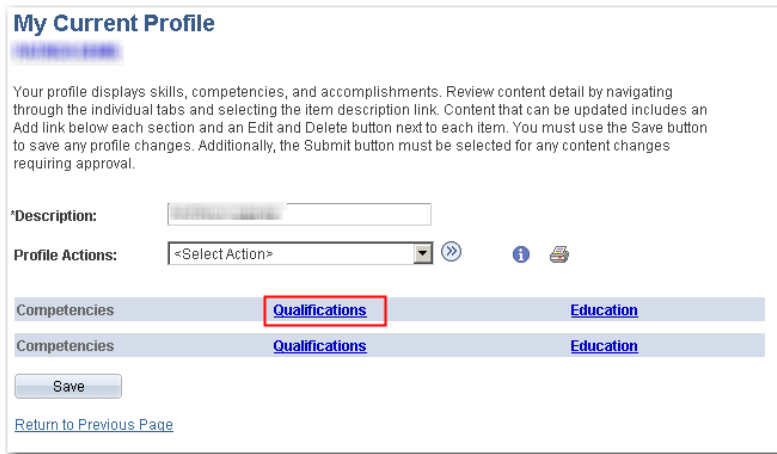 My Current Profile
Your profile displays skills, competencies, and accomplishments. Review content detail by navigating
through the individual tabs and selecting the item description link. Content that can be updated includes an
Add link below each section and an Edit and Delete button next to each item. You must use the Save button
to save any profile changes. Additionally, the Submit button must be selected for any content changes
requiring approval.
*Description:
Profile Actions: <Select Action>
Competencies Qualifications Education
Competencies Qualifications Education
Save
Return to Previous Page